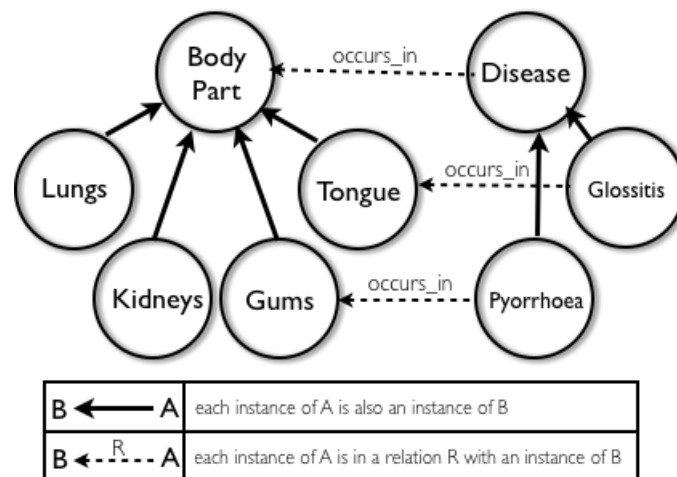 Body
Part
occurs_in
Disease
Lungs
Tongue
occurs_in
Glossitis
Kidneys
Gums
occurs_in
Pyorrhoea
B A each instance of A is also an instance of B
B R A each instance of A is in a relation R with an instance of B